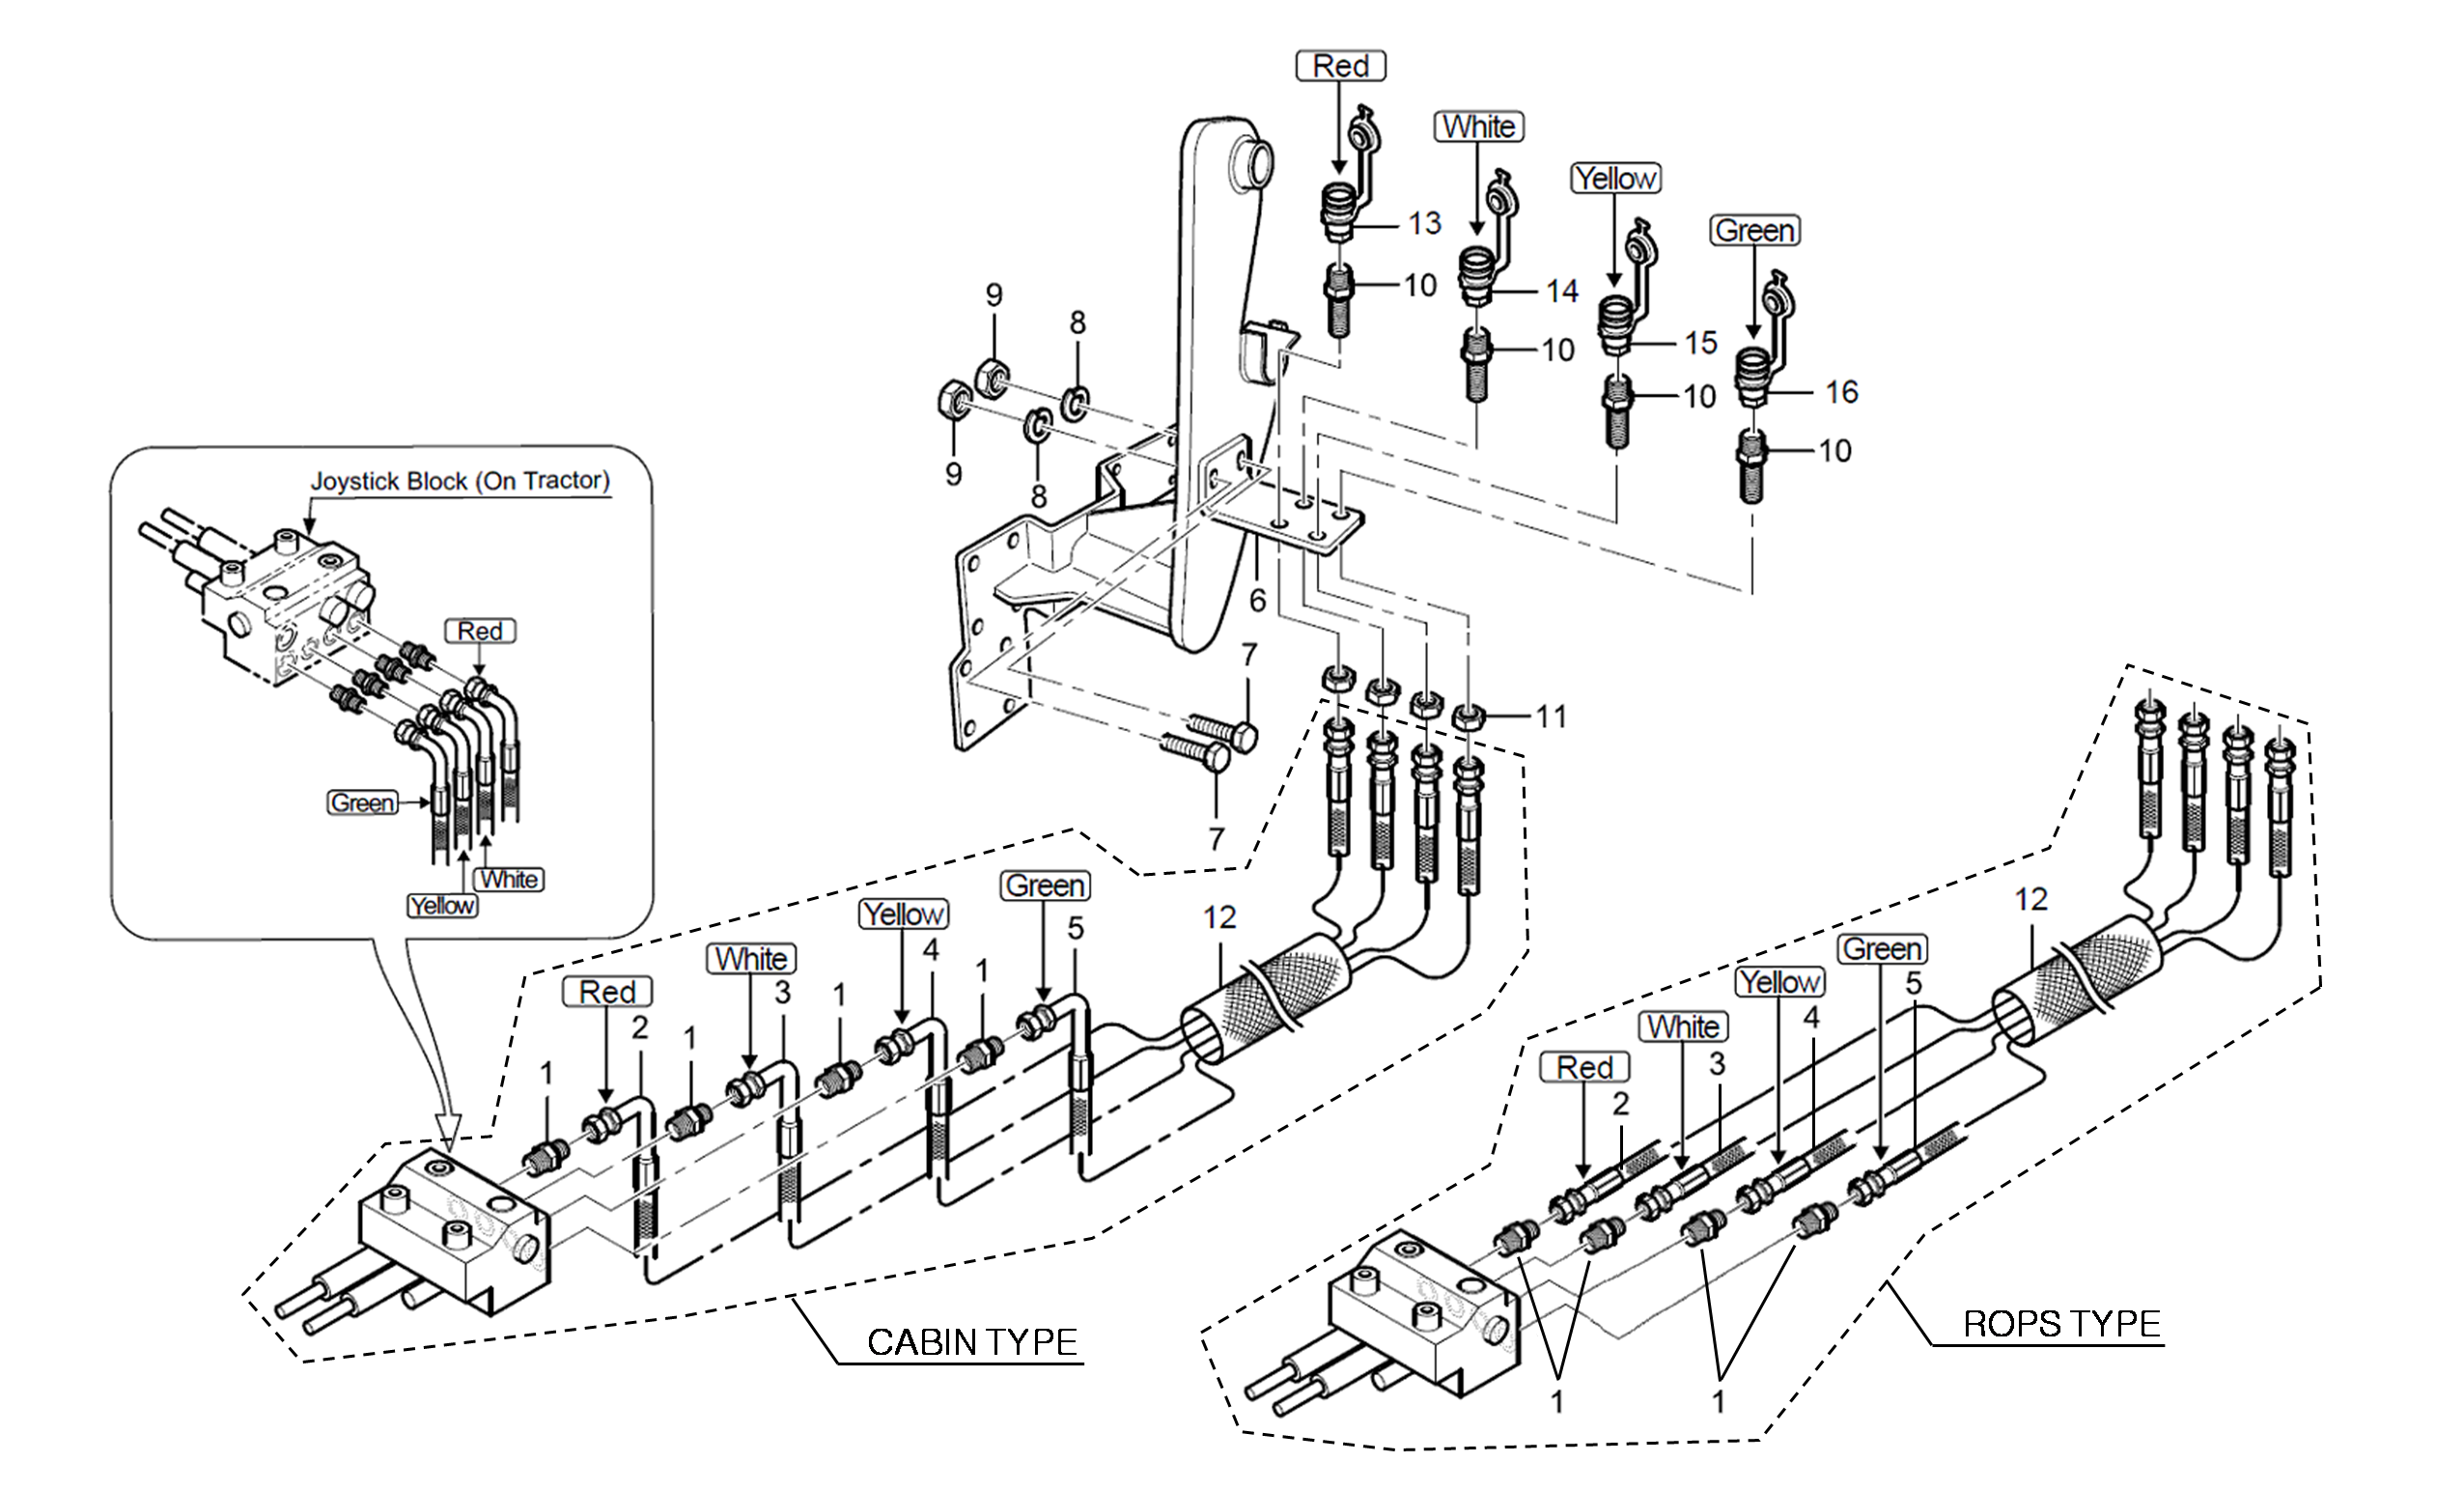 Red
White
Yellow
Green
13
10
14
10
15
10
16
10
9
8
9
8
6
7
7
11
Joystick Block (On Tractor)
Red
Green
White
Yellow
Green
5
12
Yellow
4
1
White
3
1
Red
2
1
1
CABIN TYPE
12
Green
5
Yellow
4
White
3
Red
2
1
1
ROPS TYPE